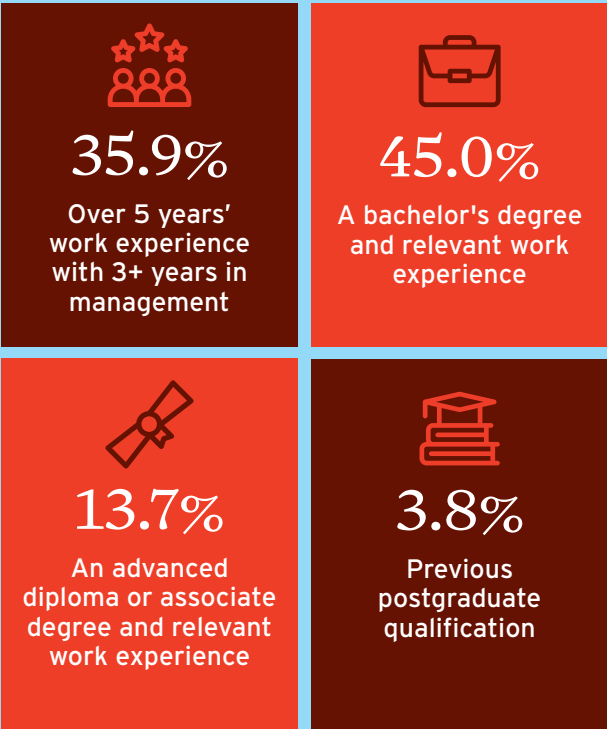 35.9%
Over 5 years’
work experience
with 3+ years in
management
45.0%
A bachelor's degree
and relevant work
experience
13.7%
An advanced
diploma or associate
degree and relevant
work experience
3.8%
Previous
postgraduate
qualification